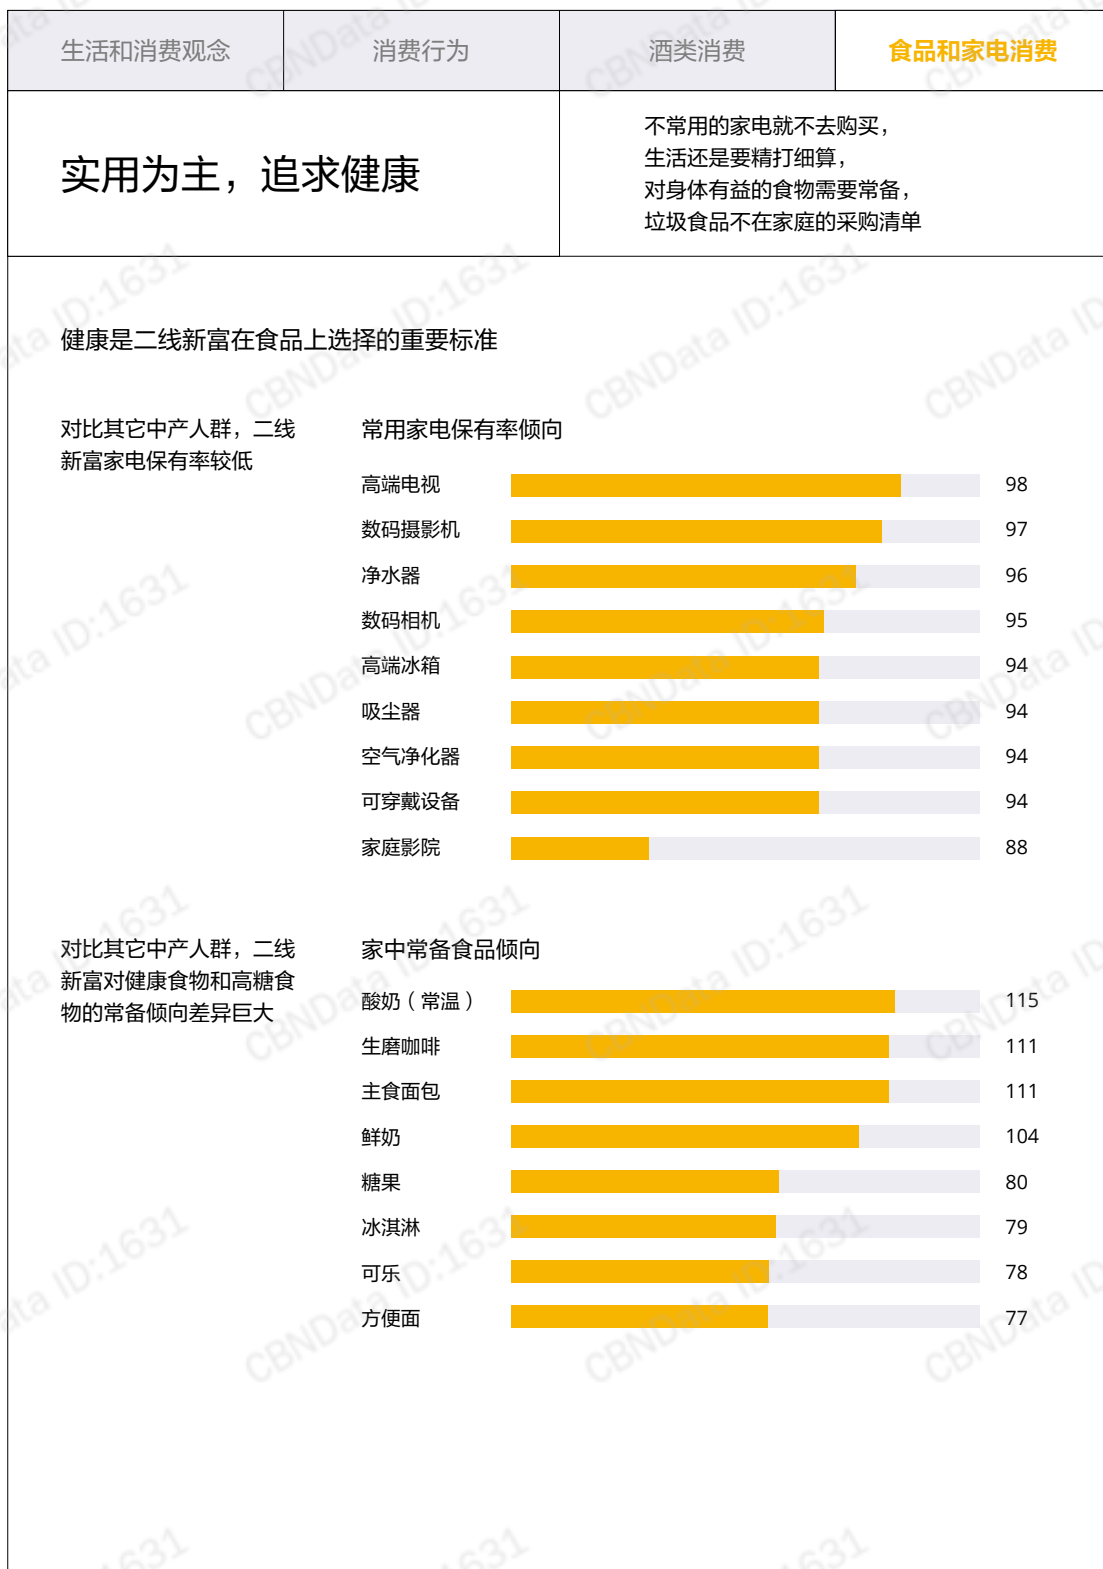 生活和消费观念
消费行为
酒类消费
食品和家电消费
实用为主，追求健康
不常用的家电就不去购买，
生活还是要精打细算，
对身体有益的食物需要常备，
垃圾食品不在家庭的采购清单
健康是二线新富在食品上选择的重要标准
对比其它中产人群，二线
新富家电保有率较低
常用家电保有率倾向
高端电视 98
数码摄影机 97
净水器 96
数码相机 95
高端冰箱 94
吸尘器 94
空气净化器 94
可穿戴设备 94
家庭影院 88
对比其它中产人群，二线
新富对健康食物和高糖食
物的常备倾向差异巨大
家中常备食品倾向
酸奶（常温） 115
生磨咖啡 111
主食面包 111
鲜奶 104
糖果 80
冰淇淋 79
可乐 78
方便面 77
CBNData ID:1631